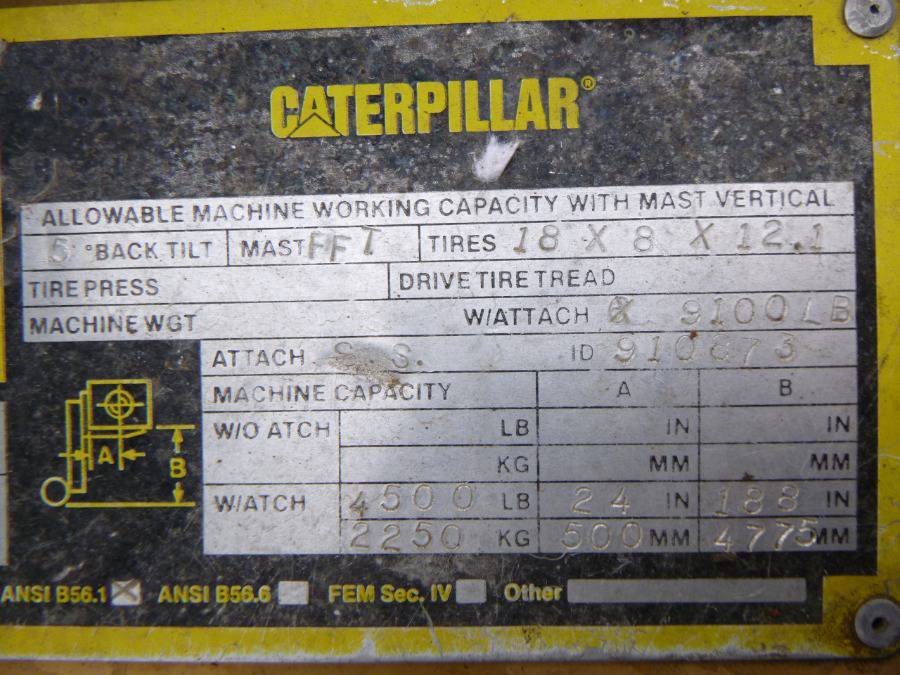 CATERPILLAR®
ALLOWABLE MACHINE WORKING CAPACITY WITH MAST VERTICAL
5 °BACK TILT MAST FFT TIRES 18 X 8 X 12.1
TIRE PRESS DRIVE TIRE TREAD
MACHINE WGT W/ATTACH X 9100 LB
ATTACH S.S. ID 910873
MACHINE CAPACITY A B
W/O ATCH LB IN IN
KG MM MM
A B
W/ATCH 4500 LB 24 IN 188 IN
2250 KG 500 MM 4775 MM
ANSI B56.1 ANSI B56.6 FEM Sec. IV Other